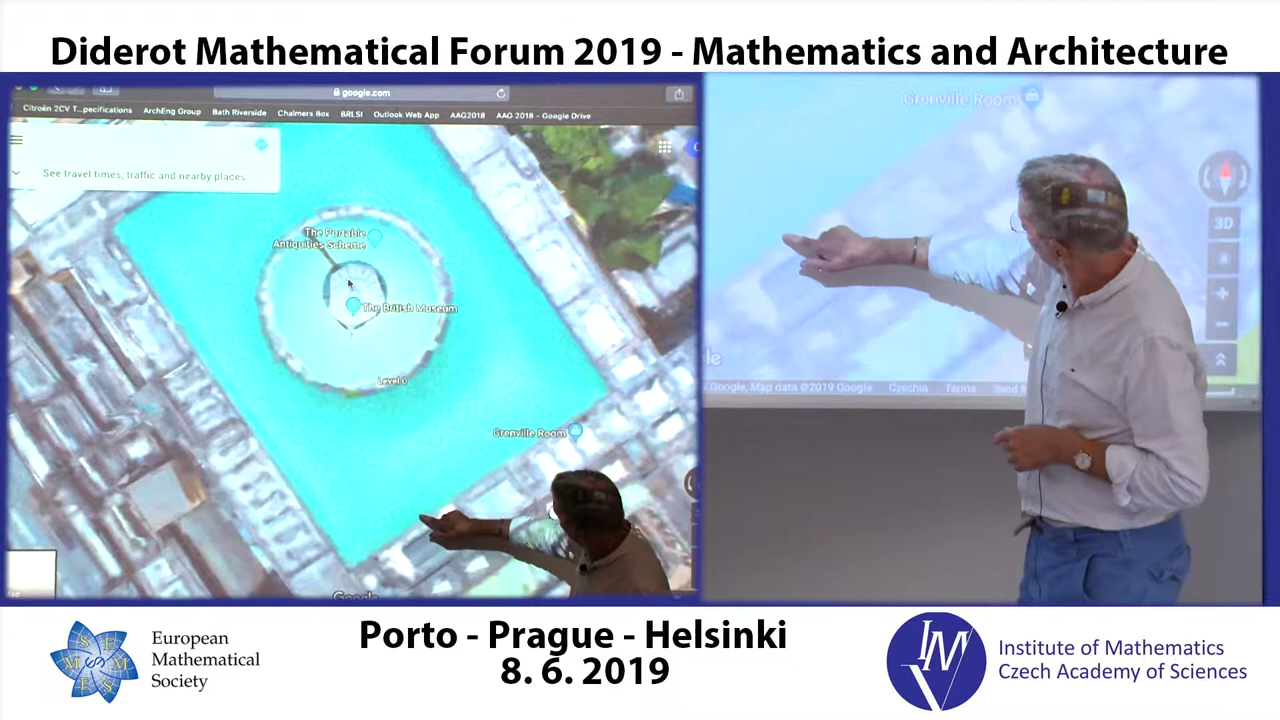 Diderot Mathematical Forum 2019 - Mathematics and Architecture
google.com
Citroën 2CV T...pecifications ArchEng Group Bath Riverside Chalmers Box BRLSI Outlook Web App AAG2018 AAG 2018 - Google Drive
See travel times, traffic and nearby places
The Portable
Antiquities Scheme
The British Museum
Level 0
Grenville Room
Google
Grenville Room
3D
Google, Map data ©2019 Google Czechia Terms Send
European
Mathematical
Society
S E M M E S
Porto - Prague - Helsinki
8. 6. 2019
IMV
Institute of Mathematics
Czech Academy of Sciences